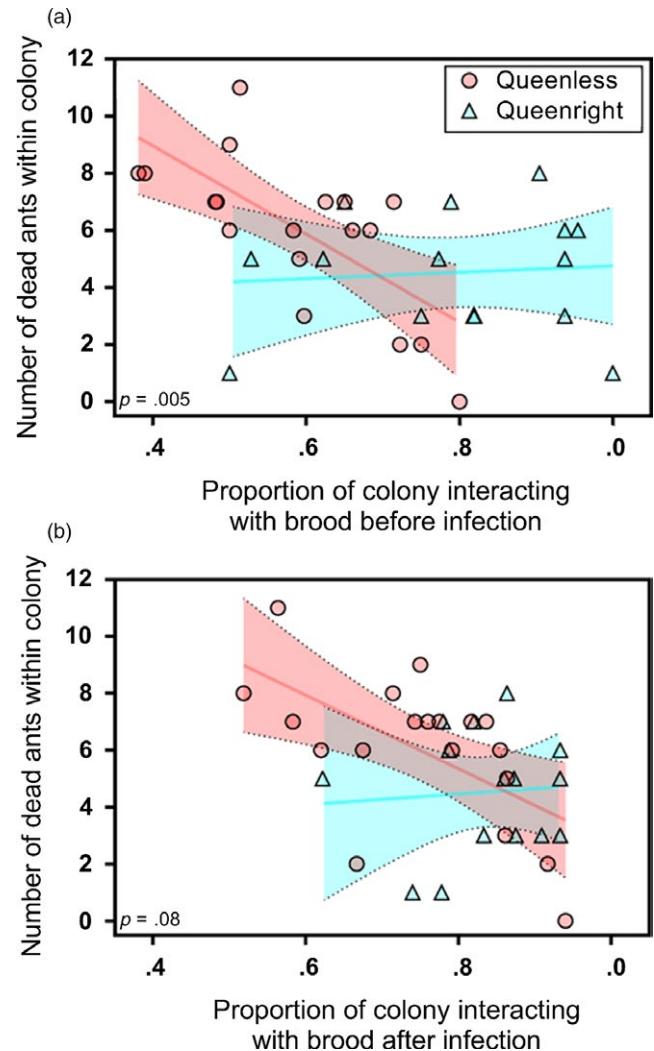 (a)
12
10
8
6
4
2
0
Number of dead ants within colony
Queenless
Queenright
p = .005
.4
.6
.8
.0
Proportion of colony interacting
with brood before infection
(b)
12
10
8
6
4
2
0
Number of dead ants within colony
p = .08
.4
.6
.8
.0
Proportion of colony interacting
with brood after infection